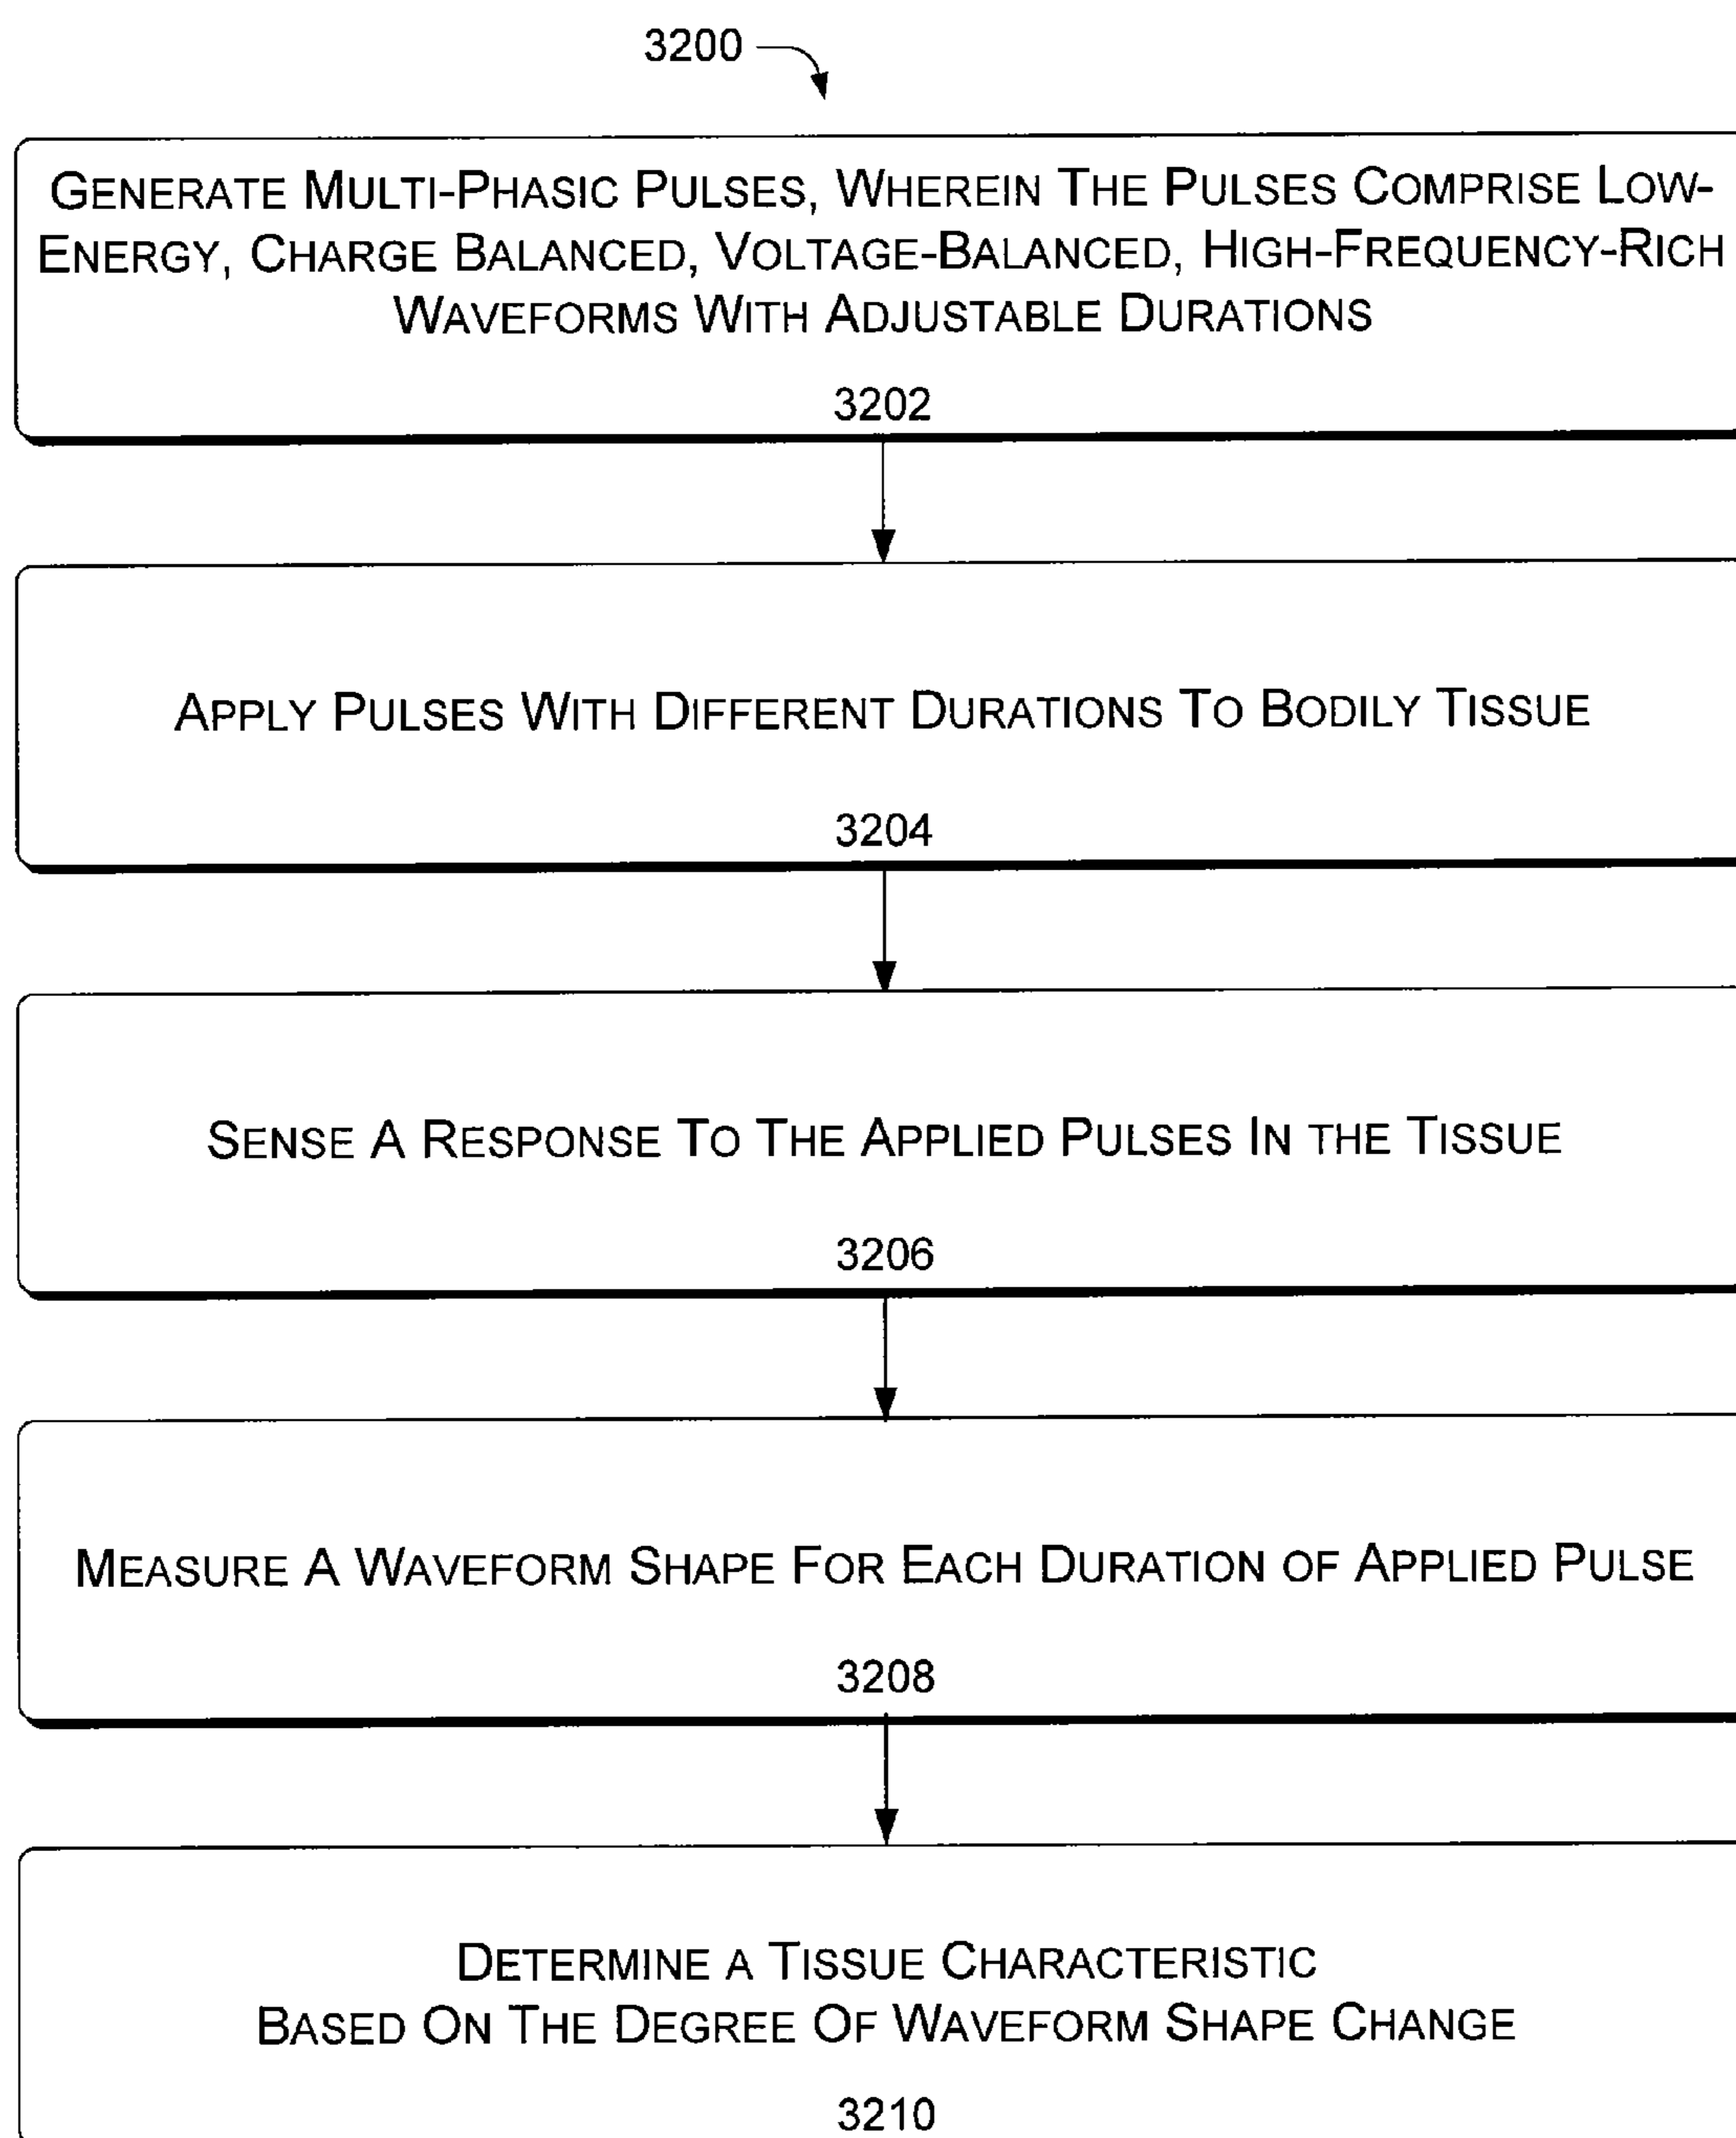 3200
GENERATE MULTI-PHASIC PULSES, WHEREIN THE PULSES COMPRISE LOW-
ENERGY, CHARGE BALANCED, VOLTAGE-BALANCED, HIGH-FREQUENCY-RICH
WAVEFORMS WITH ADJUSTABLE DURATIONS
3202
APPLY PULSES WITH DIFFERENT DURATIONS TO BODILY TISSUE
3204
SENSE A RESPONSE TO THE APPLIED PULSES IN THE TISSUE
3206
MEASURE A WAVEFORM SHAPE FOR EACH DURATION OF APPLIED PULSE
3208
DETERMINE A TISSUE CHARACTERISTIC
BASED ON THE DEGREE OF WAVEFORM SHAPE CHANGE
3210